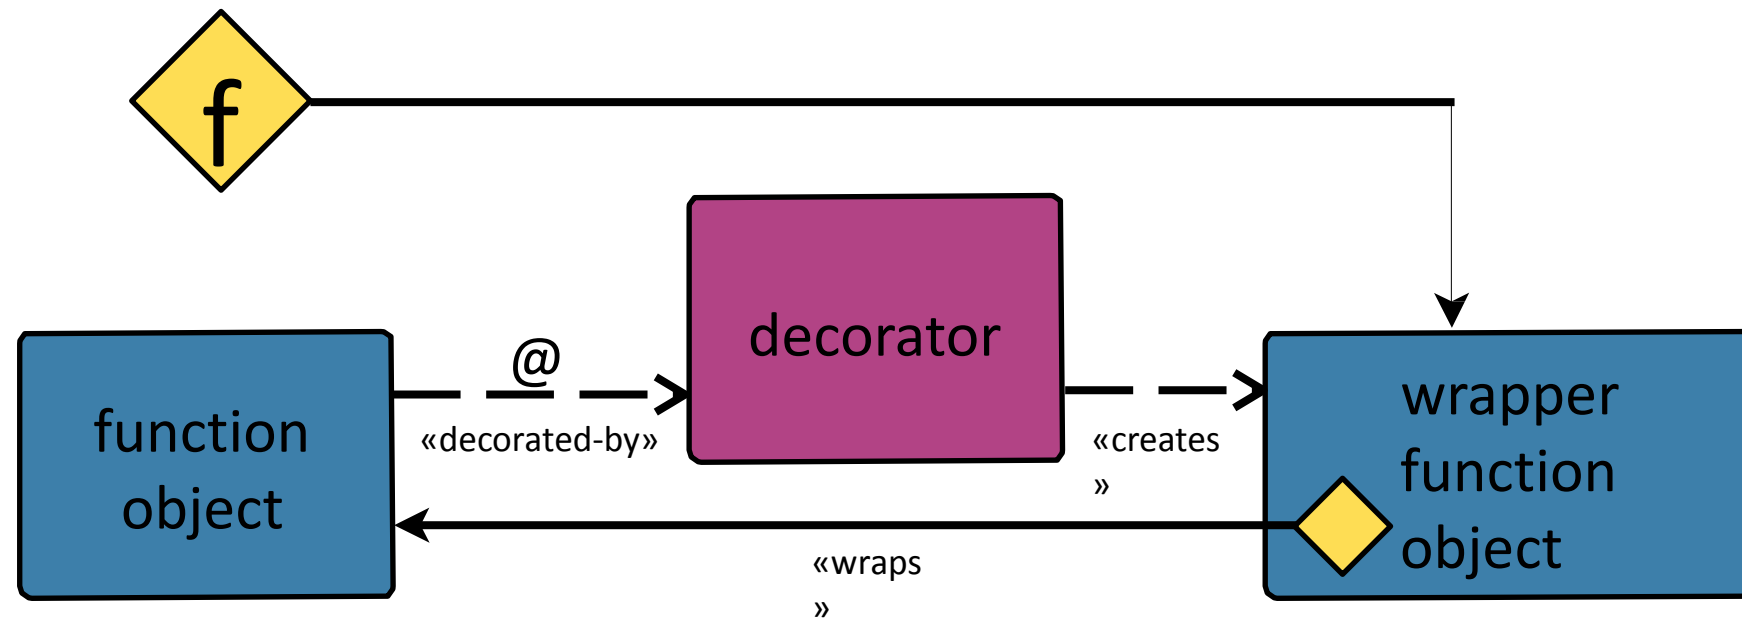 f
decorator
@
«decorated-by»
function
object
«creates
»
wrapper
function
object
«wraps
»